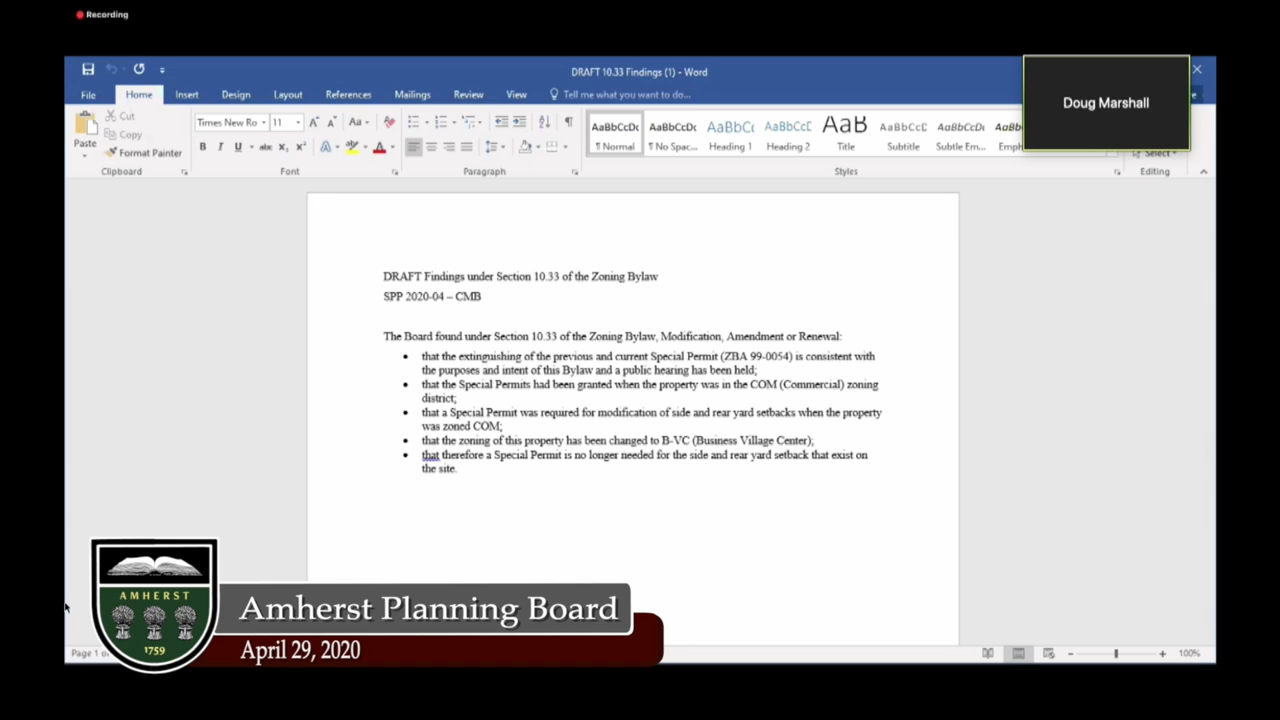 Recording
DRAFT 10.33 Findings (1) - Word
File Home Insert Design Layout References Mailings Review View Tell me what you want to do...
Doug Marshall
Paste
Cut
Copy
Format Painter
Times New Ro 11
AaBbCcDc AaBbCcDc AaBbCc AaBbCcD AaB AaBbCcD AaBbCcDt
¶ Normal ¶ No Spac... Heading 1 Heading 2 Title Subtitle Subtle Em...
Select
Clipboard Font Paragraph Styles Editing
DRAFT Findings under Section 10.33 of the Zoning Bylaw
SPP 2020-04 – CMB
The Board found under Section 10.33 of the Zoning Bylaw, Modification, Amendment or Renewal:
• that the extinguishing of the previous and current Special Permit (ZBA 99-0054) is consistent with
the purposes and intent of this Bylaw and a public hearing has been held;
• that the Special Permits had been granted when the property was in the COM (Commercial) zoning
district;
• that a Special Permit was required for modification of side and rear yard setbacks when the property
was zoned COM;
• that the zoning of this property has been changed to B-VC (Business Village Center);
• that therefore a Special Permit is no longer needed for the side and rear yard setback that exist on
the site.
AMHERST
1759
Amherst Planning Board
April 29, 2020
Page 1
100%